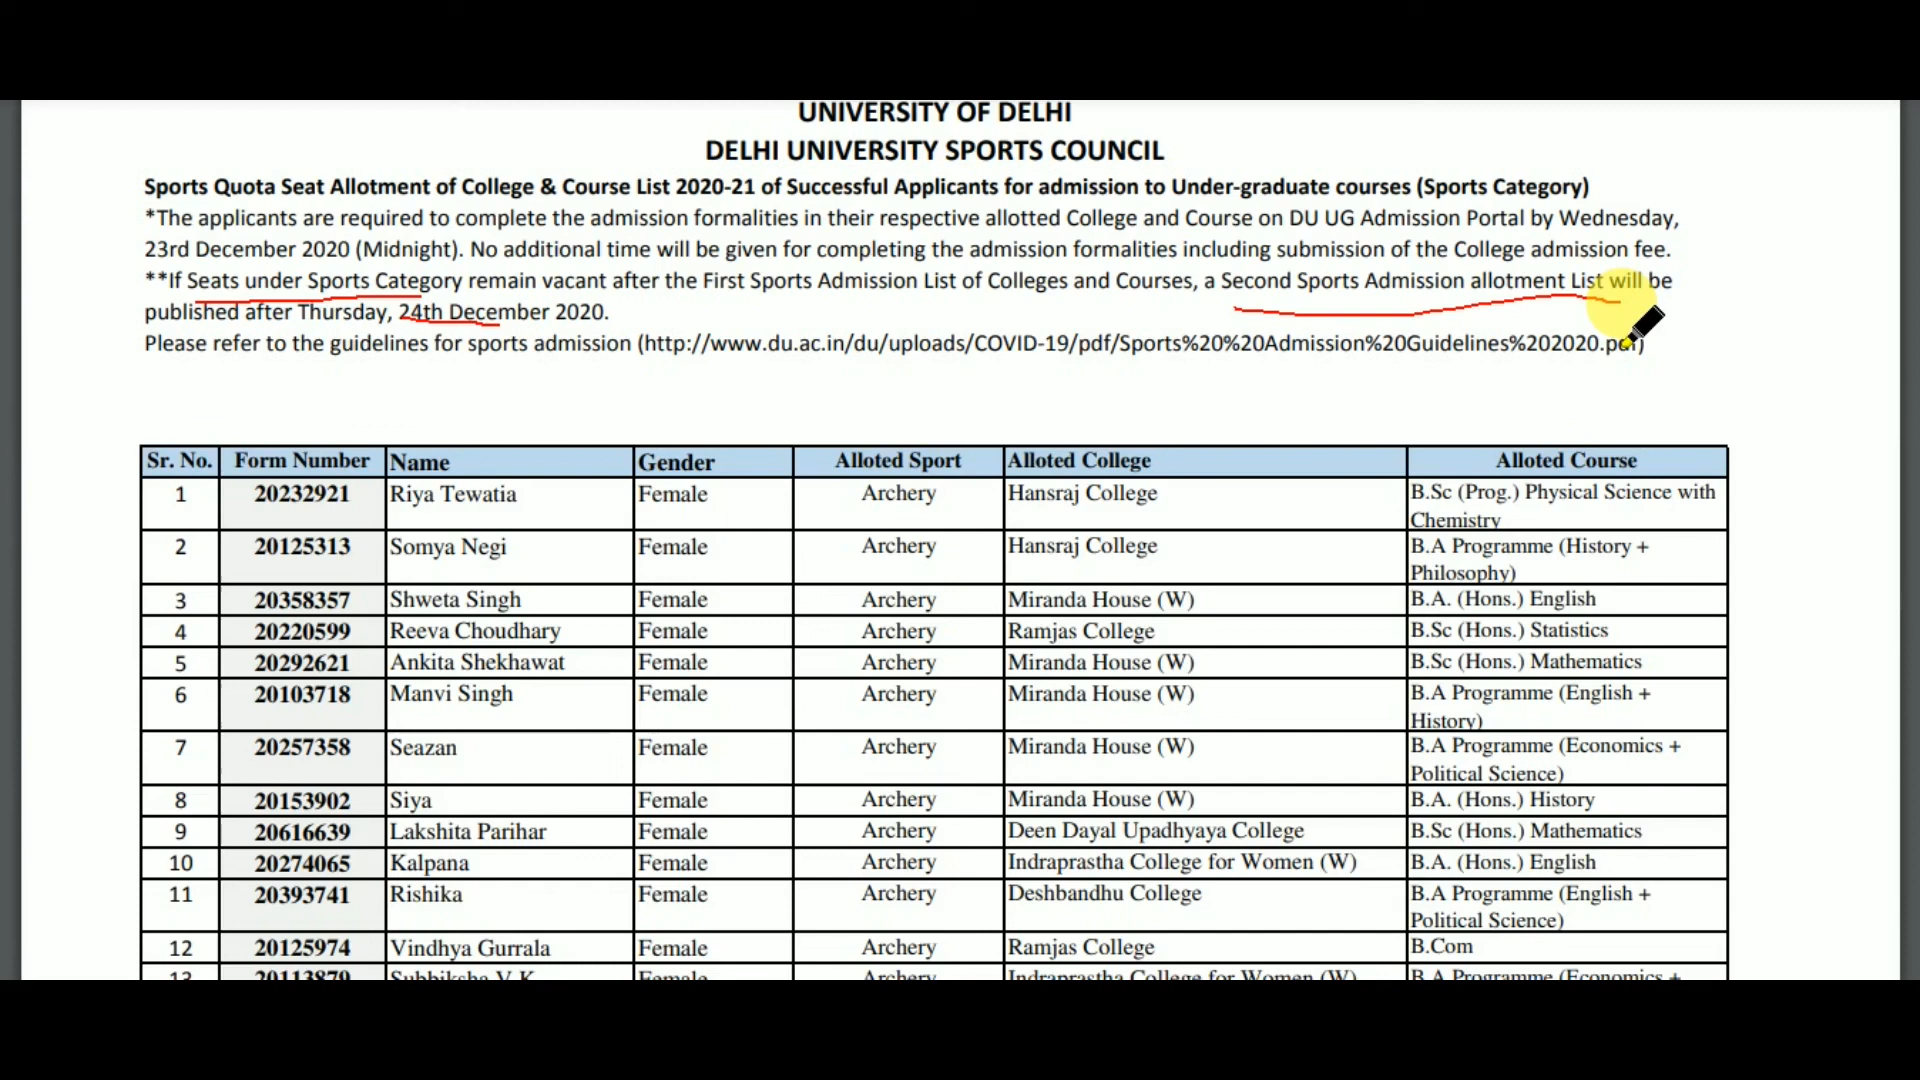 UNIVERSITY OF DELHI
DELHI UNIVERSITY SPORTS COUNCIL
Sports Quota Seat Allotment of College & Course List 2020-21 of Successful Applicants for admission to Under-graduate courses (Sports Category)
*The applicants are required to complete the admission formalities in their respective allotted College and Course on DU UG Admission Portal by Wednesday,
23rd December 2020 (Midnight). No additional time will be given for completing the admission formalities including submission of the College admission fee.
**If Seats under Sports Category remain vacant after the First Sports Admission List of Colleges and Courses, a Second Sports Admission allotment List will be
published after Thursday, 24th December 2020.
Please refer to the guidelines for sports admission (http://www.du.ac.in/du/uploads/COVID-19/pdf/Sports%20%20Admission%20Guidelines%202020.pdf)
Sr. No. Form Number Name Gender Alloted Sport Alloted College Alloted Course
1 20232921 Riya Tewatia Female Archery Hansraj College B.Sc (Prog.) Physical Science with
Chemistry
2 20125313 Somya Negi Female Archery Hansraj College B.A Programme (History +
Philosophy)
3 20358357 Shweta Singh Female Archery Miranda House (W) B.A. (Hons.) English
4 20220599 Reeva Choudhary Female Archery Ramjas College B.Sc (Hons.) Statistics
5 20292621 Ankita Shekhawat Female Archery Miranda House (W) B.Sc (Hons.) Mathematics
6 20103718 Manvi Singh Female Archery Miranda House (W) B.A Programme (English +
History)
7 20257358 Seazan Female Archery Miranda House (W) B.A Programme (Economics +
Political Science)
8 20153902 Siya Female Archery Miranda House (W) B.A. (Hons.) History
9 20616639 Lakshita Parihar Female Archery Deen Dayal Upadhyaya College B.Sc (Hons.) Mathematics
10 20274065 Kalpana Female Archery Indraprastha College for Women (W) B.A. (Hons.) English
11 20393741 Rishika Female Archery Deshbandhu College B.A Programme (English +
Political Science)
12 20125974 Vindhya Gurrala Female Archery Ramjas College B.Com
13 20113879 Subbiksha V K Female Archery Indraprastha College for Women (W) B.A Programme (Economics +